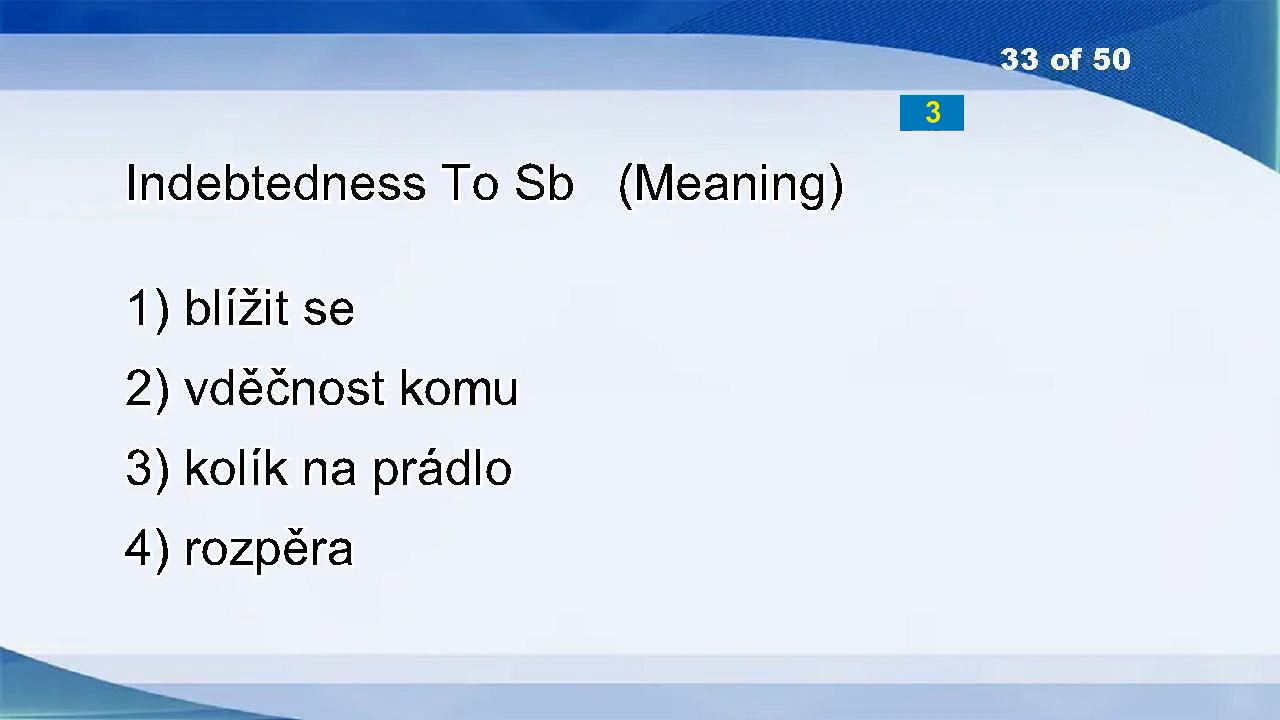 33 of 50
3
Indebtedness To Sb (Meaning)
1) blížit se
2) vděčnost komu
3) kolík na prádlo
4) rozpěra